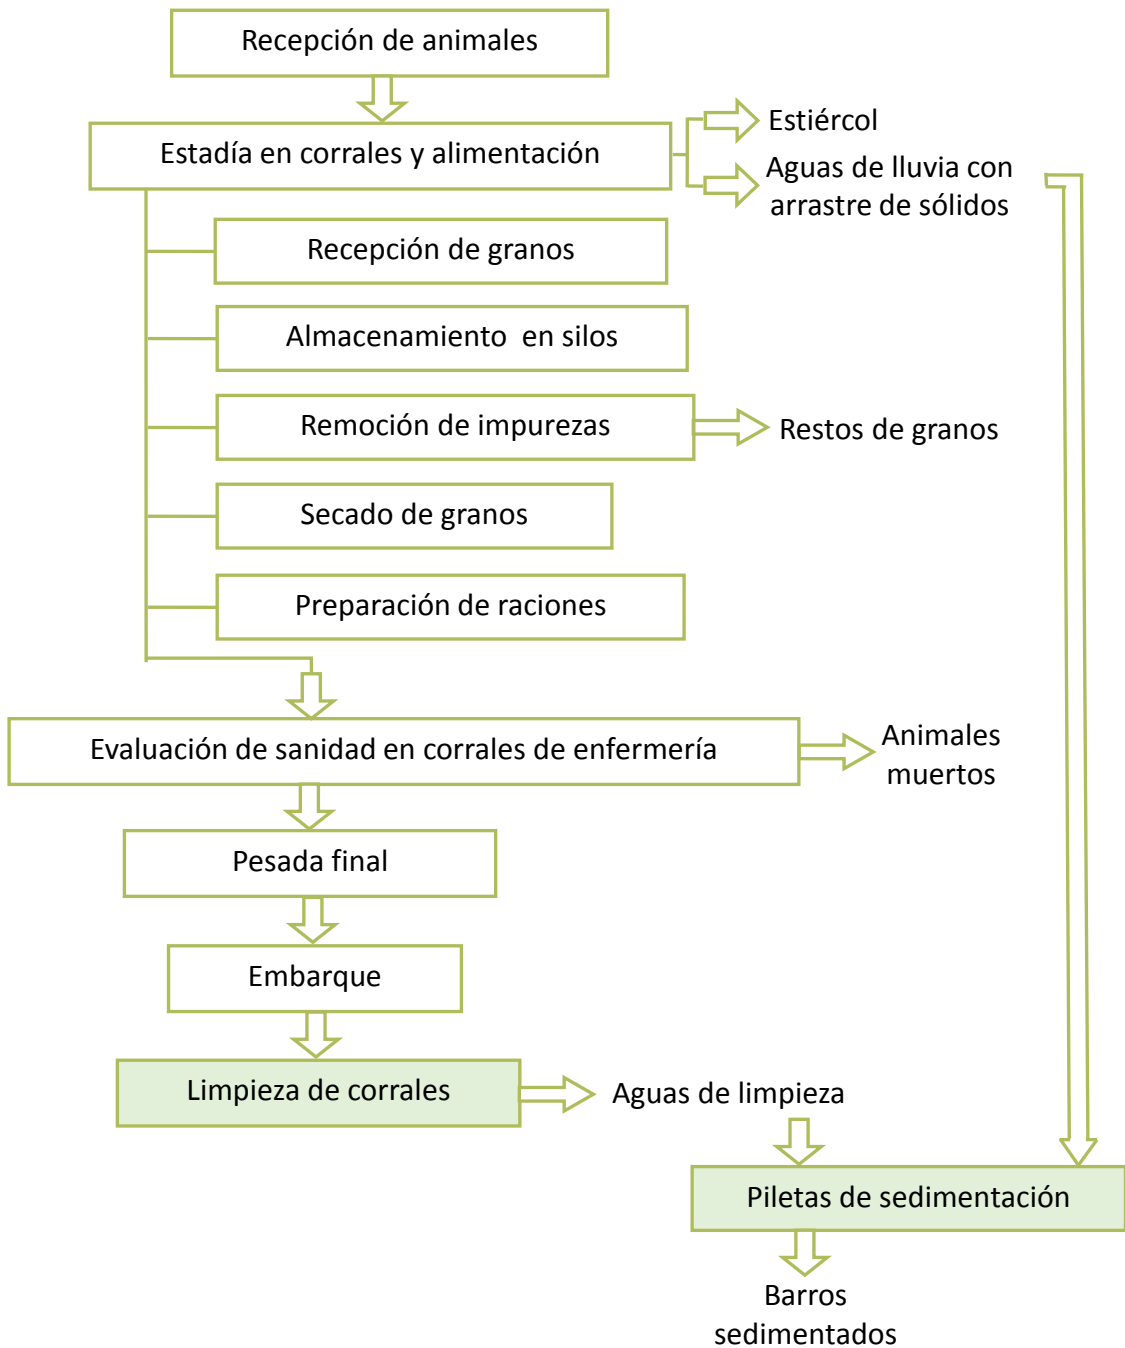 Recepción de animales
Estadía en corrales y alimentación
Estiércol
Aguas de lluvia con
arrastre de sólidos
Recepción de granos
Almacenamiento en silos
Remoción de impurezas
Restos de granos
Secado de granos
Preparación de raciones
Evaluación de sanidad en corrales de enfermería
Animales
muertos
Pesada final
Embarque
Limpieza de corrales
Aguas de limpieza
Piletas de sedimentación
Barros
sedimentados